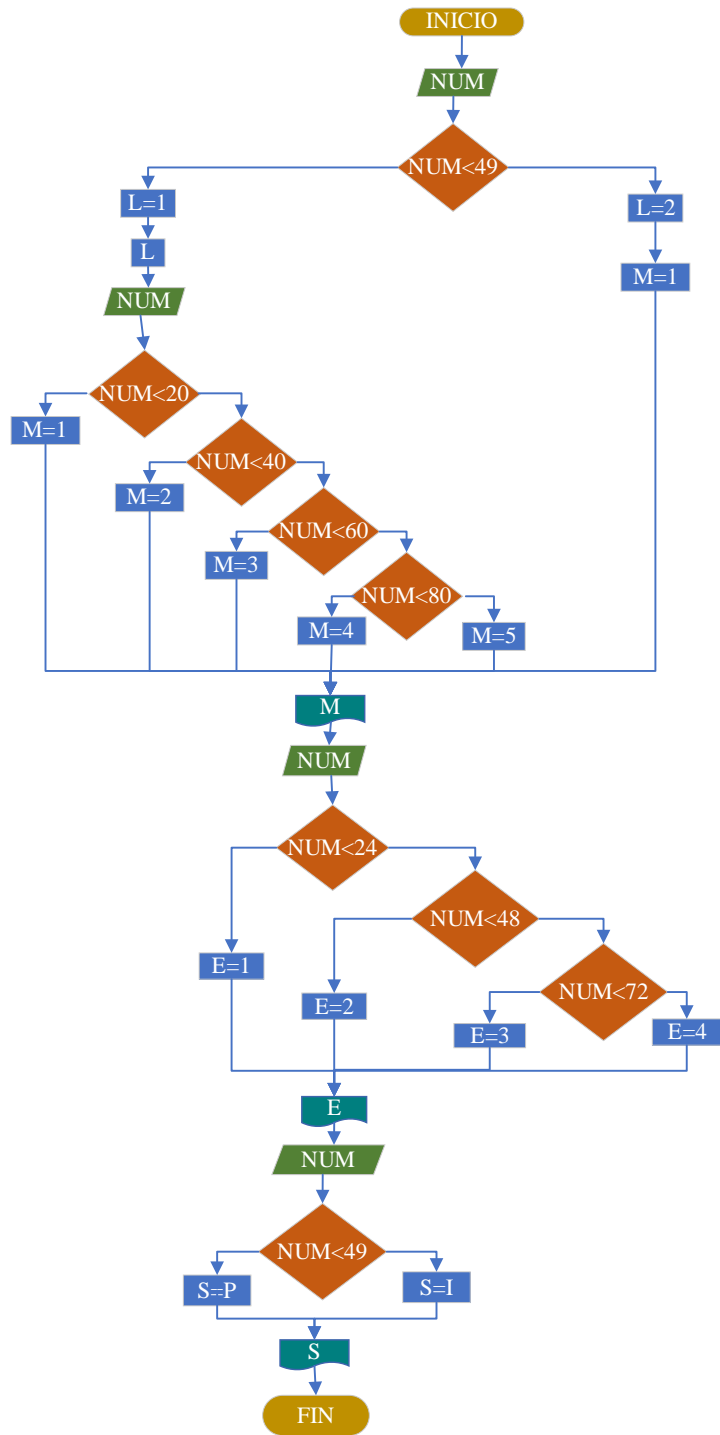 INICIO
NUM
NUM<49
L=1
L=2
L
M=1
NUM
NUM<20
M=1
NUM<40
M=2
NUM<60
M=3
NUM<80
M=4
M=5
M
NUM
NUM<24
NUM<48
E=1
NUM<72
E=2
E=3
E=4
E
NUM
NUM<49
S=P
S=I
S
FIN